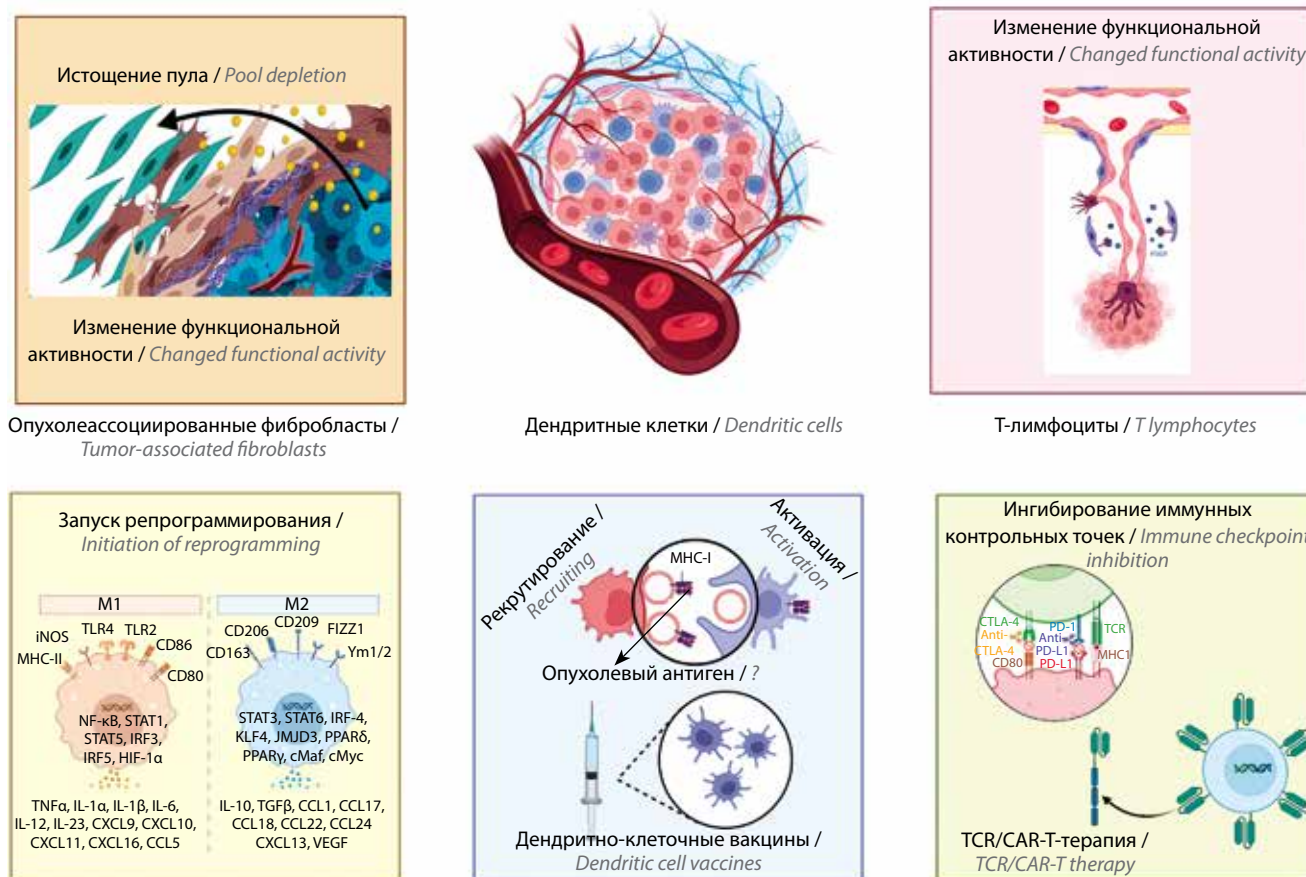 Истощение пула / Pool depletion
Изменение функциональной
активности / Changed functional activity
Изменение функциональной
активности / Changed functional activity
Опухолеассоциированные фибробласты /
Tumor-associated fibroblasts
Дендритные клетки / Dendritic cells
Т-лимфоциты / T lymphocytes
Запуск репрограммирования /
Initiation of reprogramming
M1
iNOS
TLR4
TLR2
CD86
MHC-II
CD80
NF-κB, STAT1,
STAT5, IRF3,
IRF5, HIF-1α
TNFα, IL-1α, IL-1β, IL-6,
IL-12, IL-23, CXCL9, CXCL10,
CXCL11, CXCL16, CCL5
M2
CD206
CD209
FIZZ1
CD163
Ym1/2
STAT3, STAT6, IRF-4,
KLF4, JMJD3, PPARδ,
PPARγ, cMaf, cMyc
IL-10, TGFβ, CCL1, CCL17,
CCL18, CCL22, CCL24
CXCL13, VEGF
Рекрутирование /
Recruiting
MHC-I
Активация /
Activation
Опухолевый антиген / ?
Дендритно-клеточные вакцины /
Dendritic cell vaccines
Ингибирование иммунных
контрольных точек / Immune checkpoint
inhibition
CTLA-4
Anti-
CTLA-4
CD80
PD-1
Anti-
PD-L1
PD-L1
TCR
MHC1
TCR/CAR-T-терапия /
TCR/CAR-T therapy